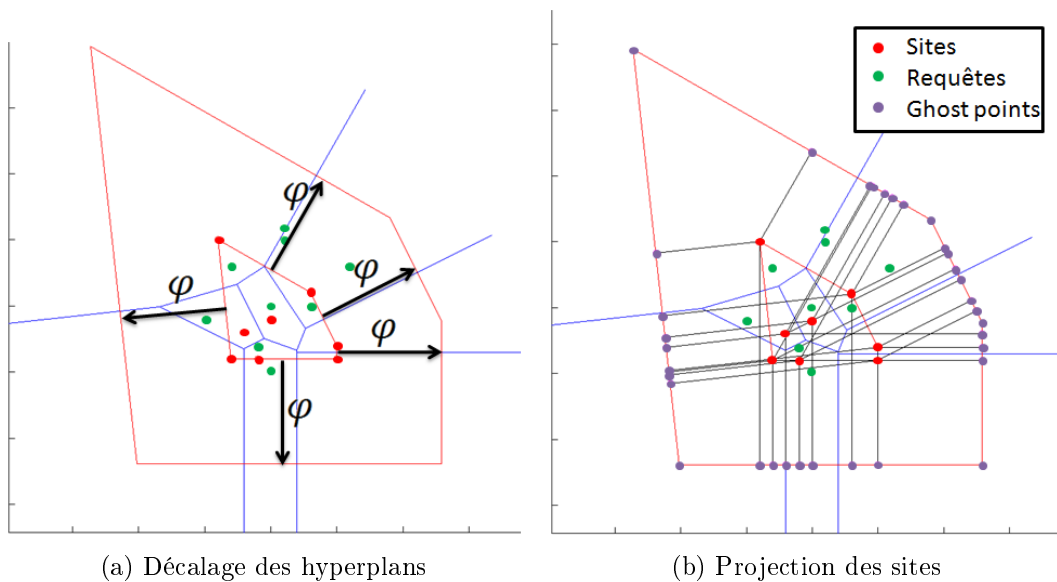 Sites
Requêtes
Ghost points
φ
φ
φ
φ
φ
(a) Décalage des hyperplans
(b) Projection des sites